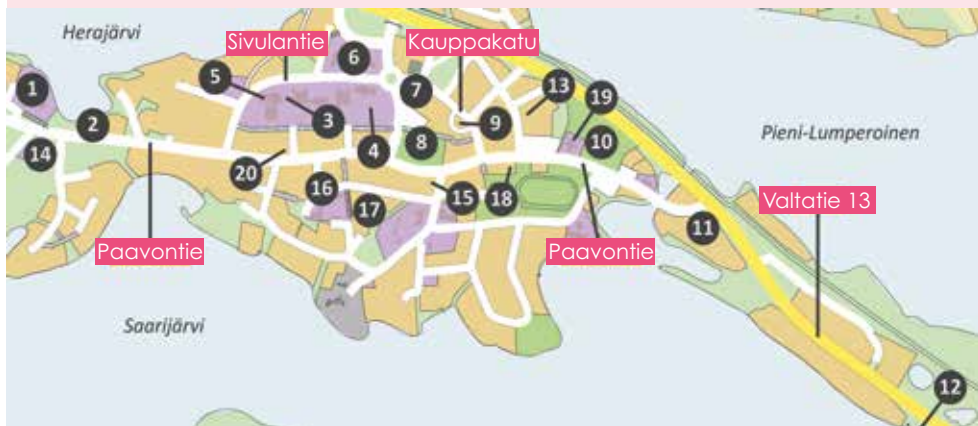 Herajärvi
Sivulantie
6
Kauppakatu
5
7
13
1
19
2
3
9
Pieni-Lumperoinen
4
8
10
14
20
16
15
18
17
Valtatie 13
11
Paavontie
Paavontie
Saarijärvi
12